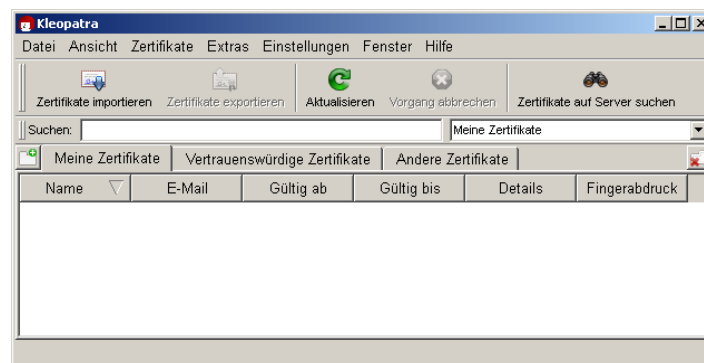 Kleopatra
Datei Ansicht Zertifikate Extras Einstellungen Fenster Hilfe
Zertifikate importieren Zertifikate exportieren Aktualisieren Vorgang abbrechen Zertifikate auf Server suchen
Suchen: Meine Zertifikate
Meine Zertifikate Vertrauenswürdige Zertifikate Andere Zertifikate
Name E-Mail Gültig ab Gültig bis Details Fingerabdruck